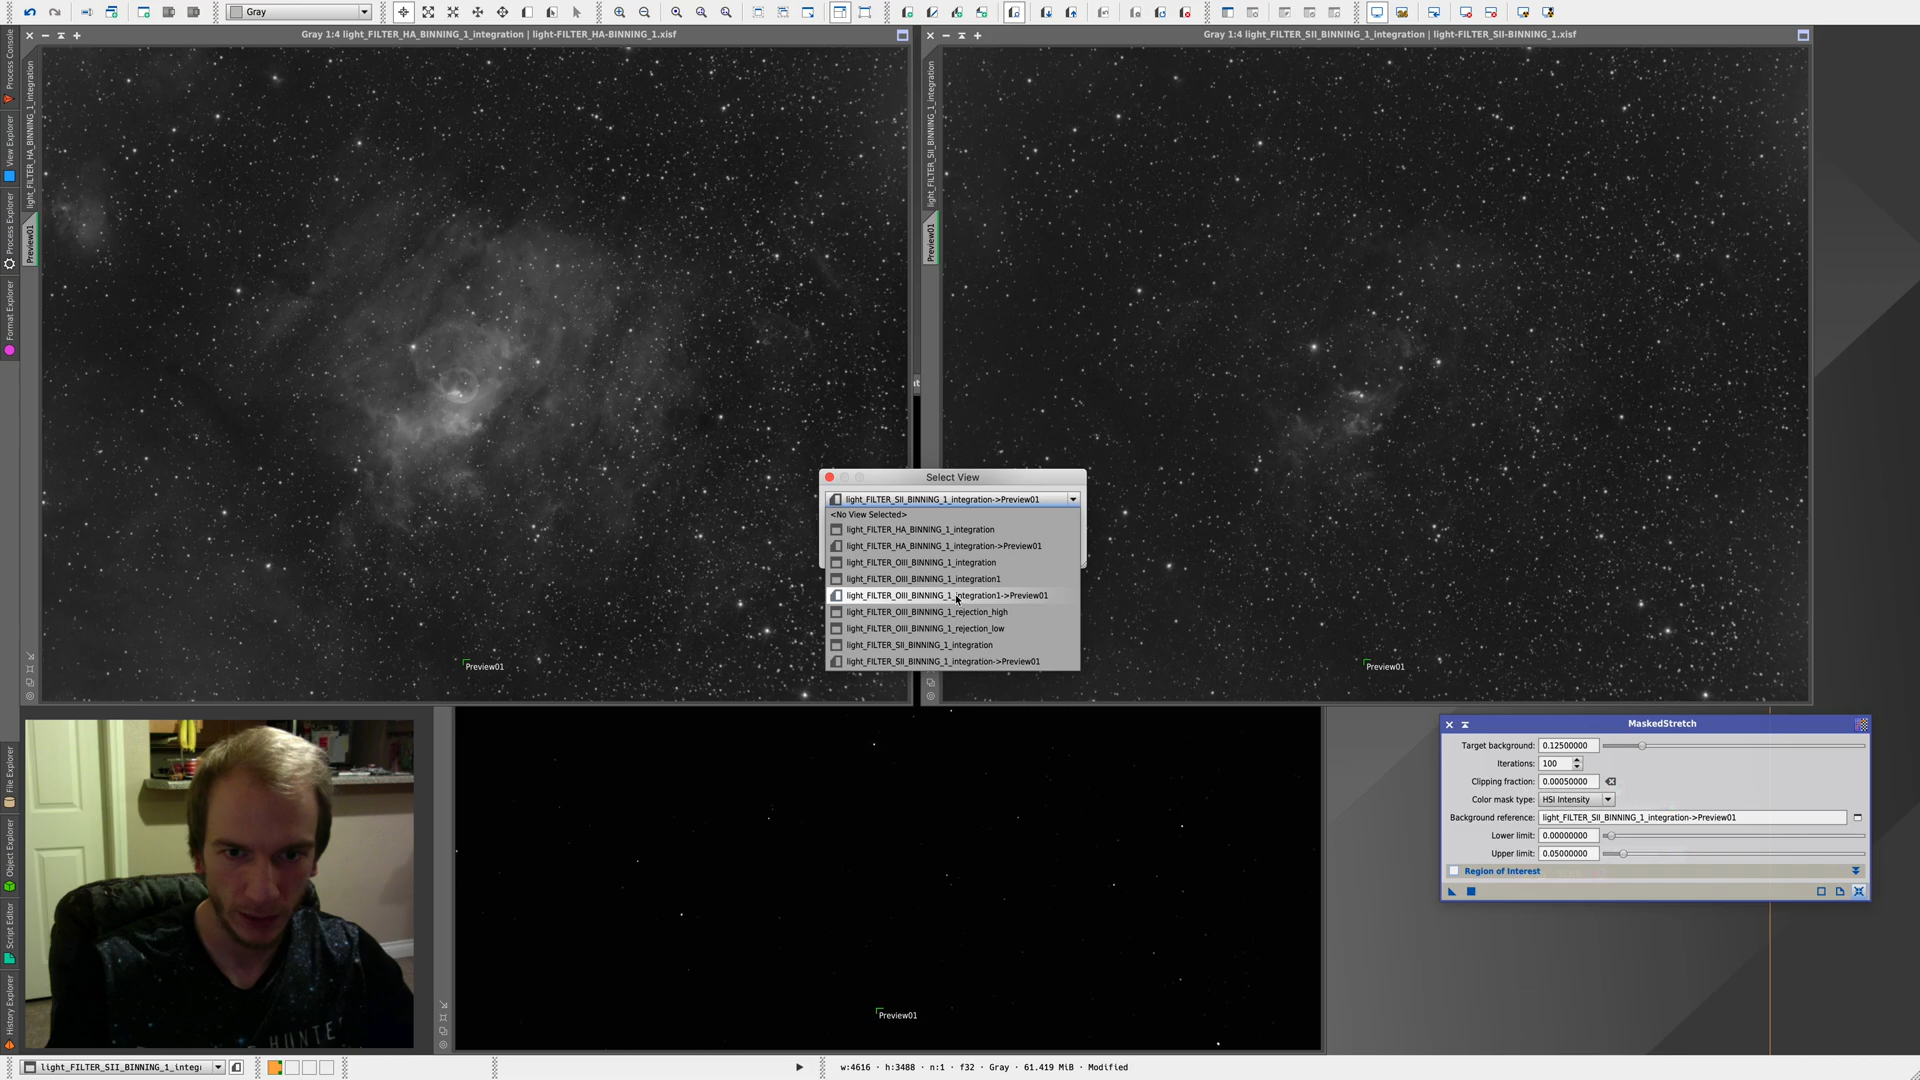 Gray
Gray 1:4 light_FILTER_HA_BINNING_1_integration | light-FILTER_HA-BINNING_1.xisf
Gray 1:4 light_FILTER_SII_BINNING_1_integration | light-FILTER_SII-BINNING_1.xisf
Process Console
View Explorer
Process Explorer
Format Explorer
File Explorer
Object Explorer
Script Editor
History Explorer
light_FILTER_HA_BINNING_1_integration
Preview01
light_FILTER_SII_BINNING_1_integration
Preview01
Select View
light_FILTER_SII_BINNING_1_integration->Preview01
<No View Selected>
light_FILTER_HA_BINNING_1_integration
light_FILTER_HA_BINNING_1_integration->Preview01
light_FILTER_OIII_BINNING_1_integration
light_FILTER_OIII_BINNING_1_integration1
light_FILTER_OIII_BINNING_1_integration1->Preview01
light_FILTER_OIII_BINNING_1_rejection_high
light_FILTER_OIII_BINNING_1_rejection_low
light_FILTER_SII_BINNING_1_integration
light_FILTER_SII_BINNING_1_integration->Preview01
Preview01
Preview01
Preview01
MaskedStretch
Target background: 0.12500000
Iterations: 100
Clipping fraction: 0.00050000
Color mask type: HSI Intensity
Background reference: light_FILTER_SII_BINNING_1_integration->Preview01
Lower limit: 0.00000000
Upper limit: 0.05000000
Region of Interest
light_FILTER_SII_BINNING_1_integr
w:4616 · h:3488 · n:1 · f32 · Gray · 61.419 MiB · Modified